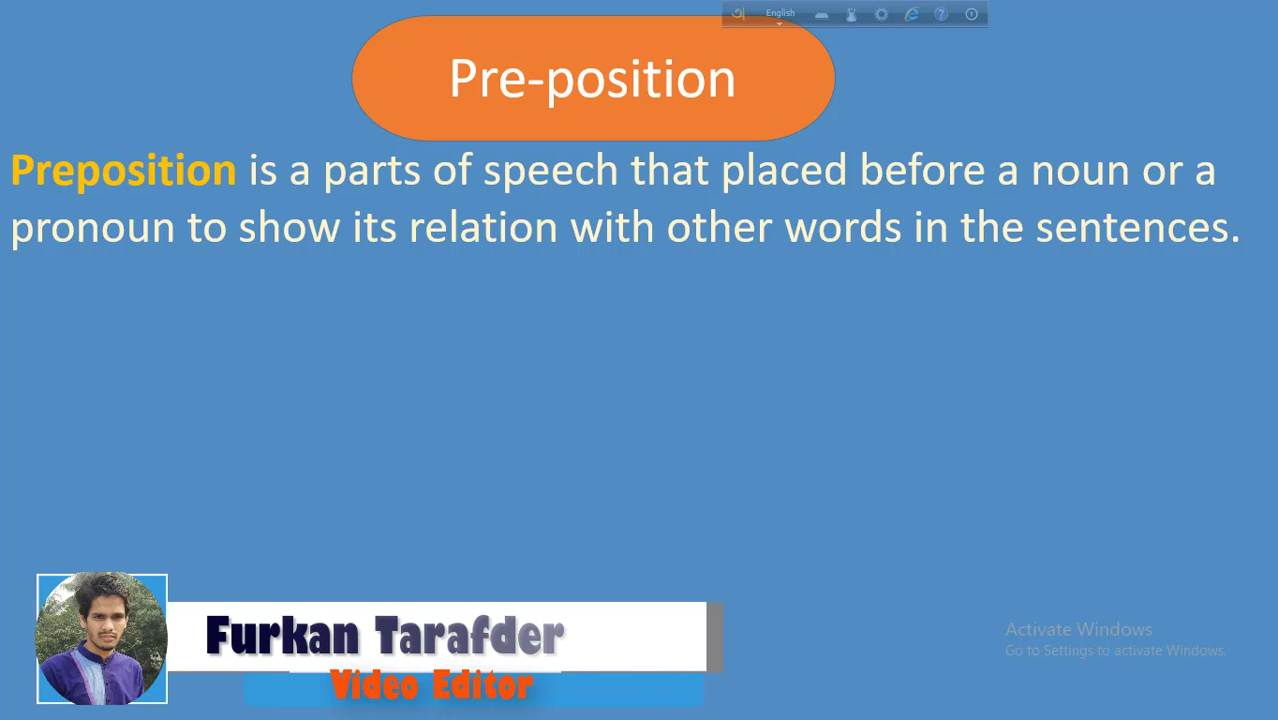 English
Pre-position
Preposition is a parts of speech that placed before a noun or a
pronoun to show its relation with other words in the sentences.
Furkan Tarafder
Video Editor
Activate Windows
Go to Settings to activate Windows.